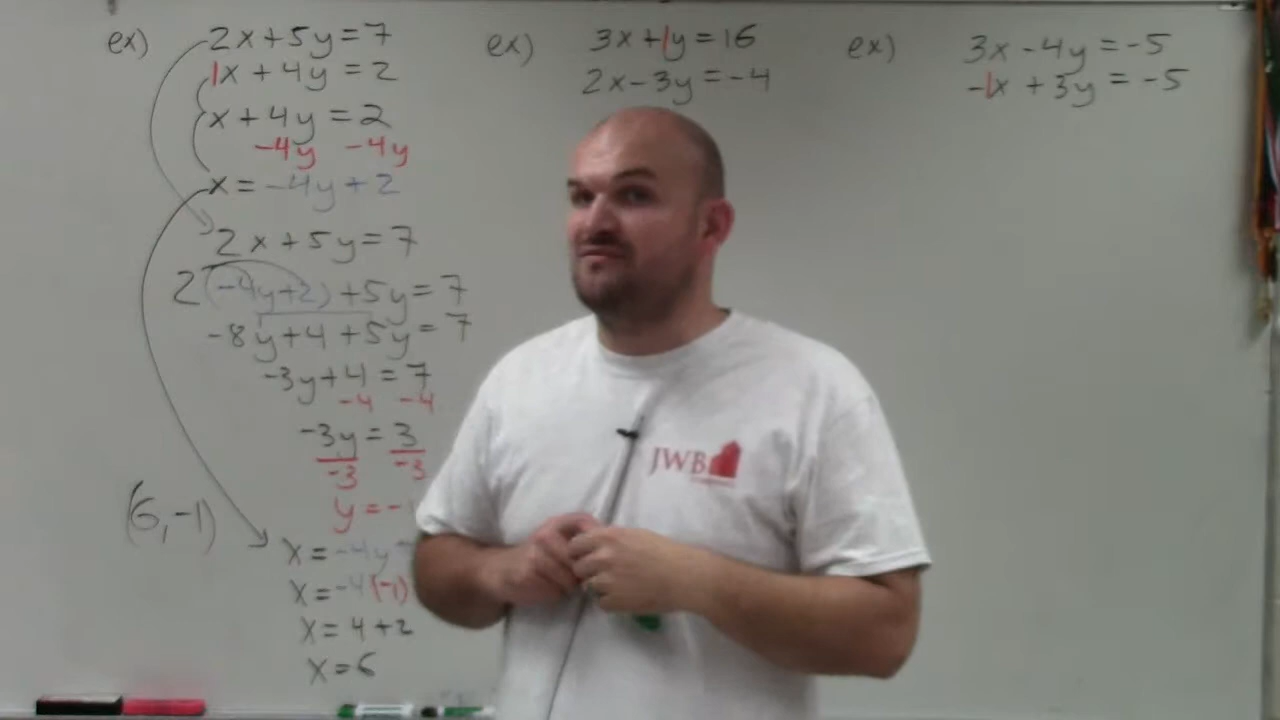 ex) 2x+5y=7
1x + 4y = 2
x + 4y = 2
-4y -4y
x = -4y + 2
2x + 5y = 7
2(-4y+2) + 5y = 7
-8y + 4 + 5y = 7
-3y + 4 = 7
-4 -4
-3y = 3
-3 -3
y = -
(6,-1)
x = -4y
x = -4(-1)
x = 4 + 2
x = 6
ex) 3x + 1y = 16
2x - 3y = -4
ex) 3x - 4y = -5
-1x + 3y = -5
JWB